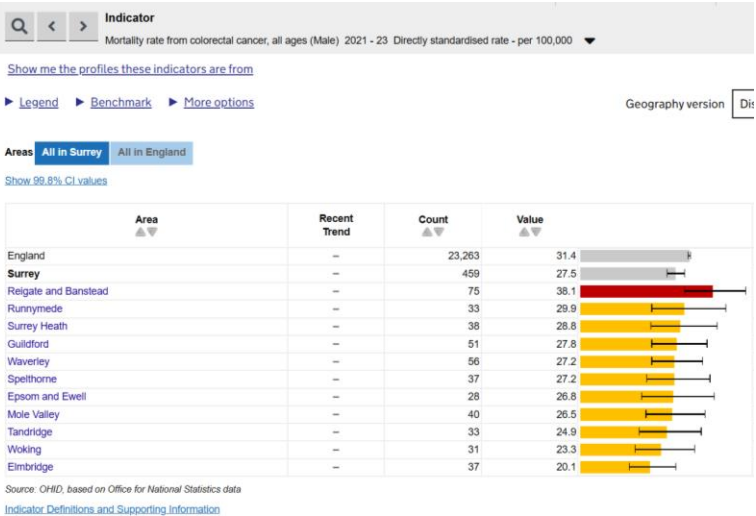 Indicator
Mortality rate from colorectal cancer, all ages (Male) 2021 - 23 Directly standardised rate - per 100,000
Show me the profiles these indicators are from
Legend Benchmark More options Geography version Dis
Areas All in Surrey All in England
Show 99.8% CI values
Area Recent Trend Count Value
England – 23,263 31.4
Surrey – 459 27.5
Reigate and Banstead – 75 38.1
Runnymede – 33 29.9
Surrey Heath – 38 28.8
Guildford – 51 27.8
Waverley – 56 27.2
Spelthorne – 37 27.2
Epsom and Ewell – 28 26.8
Mole Valley – 40 26.5
Tandridge – 33 24.9
Woking – 31 23.3
Elmbridge – 37 20.1
Source: OHID, based on Office for National Statistics data
Indicator Definitions and Supporting Information